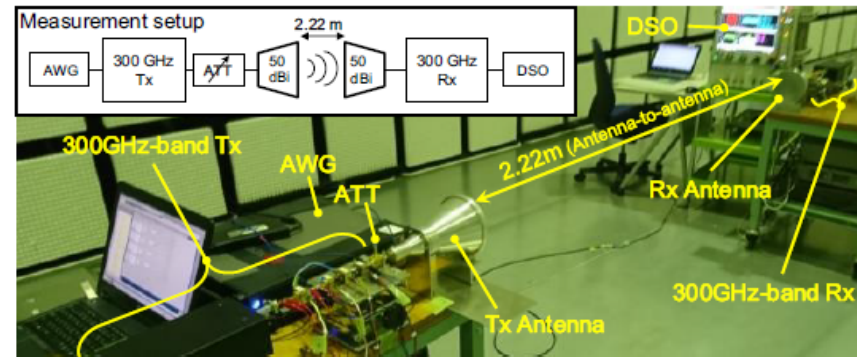 Measurement setup
2.22 m
AWG
300 GHz
Tx
ATT
50
dBi
50
dBi
300 GHz
Rx
DSO
DSO
300GHz-band Tx
AWG
ATT
2.22m (Antenna-to-antenna)
Rx Antenna
Tx Antenna
300GHz-band Rx